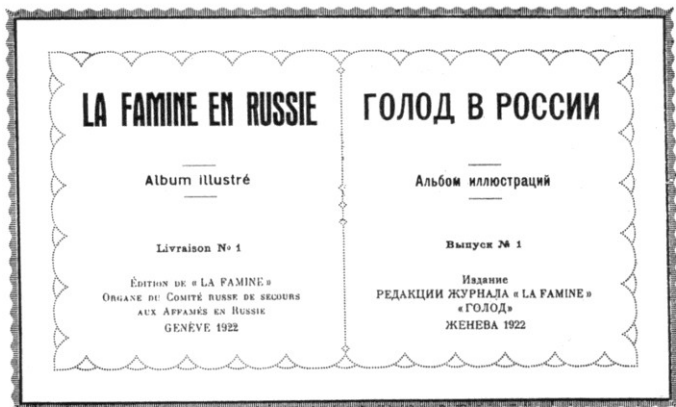 LA FAMINE EN RUSSIE
Album illustré
Livraison No 1
ÉDITION DE « LA FAMINE »
ORGANE DU COMITÉ RUSSE DE SECOURS
AUX AFFAMÉS EN RUSSIE
GENÈVE 1922
ГОЛОД В РОССИИ
Альбом иллюстраций
Выпуск № 1
Издание
РЕДАКЦИИ ЖУРНАЛА « LA FAMINE »
«ГОЛОД»
ЖЕНЕВА 1922